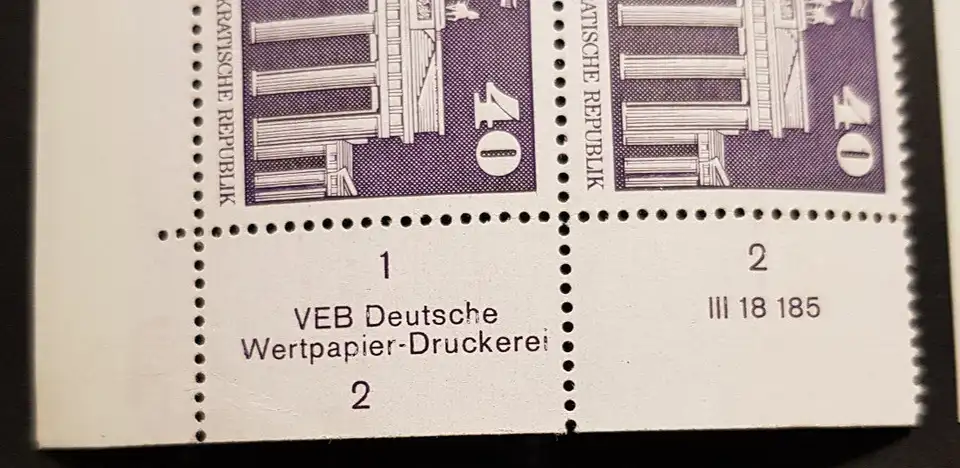 KRATISCHE REPUBLIK
40
ATISCHE REPUBLIK
40
1
VEB Deutsche
Wertpapier-Druckerei
2
2
III 18 185